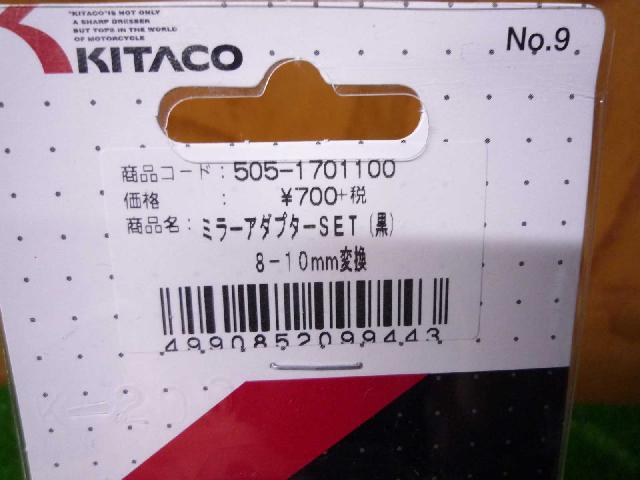 "KITACO"IS NOT ONLY
A SHARP DRESSER
BUT TOPS IN THE WORLD
OF MOTORCYCLE
KITACO
No.9
商品コード : 505-1701100
価格 : ¥700+税
商品名 : ミラーアダプターSET (黒)
8-10mm変換
4990852099443